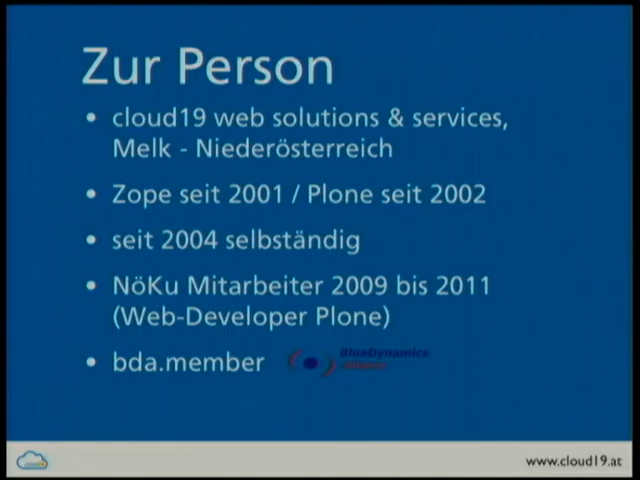 Zur Person
• cloud19 web solutions & services,
Melk - Niederösterreich
• Zope seit 2001 / Plone seit 2002
• seit 2004 selbständig
• NöKu Mitarbeiter 2009 bis 2011
(Web-Developer Plone)
• bda.member BlueDynamics
www.cloud19.at